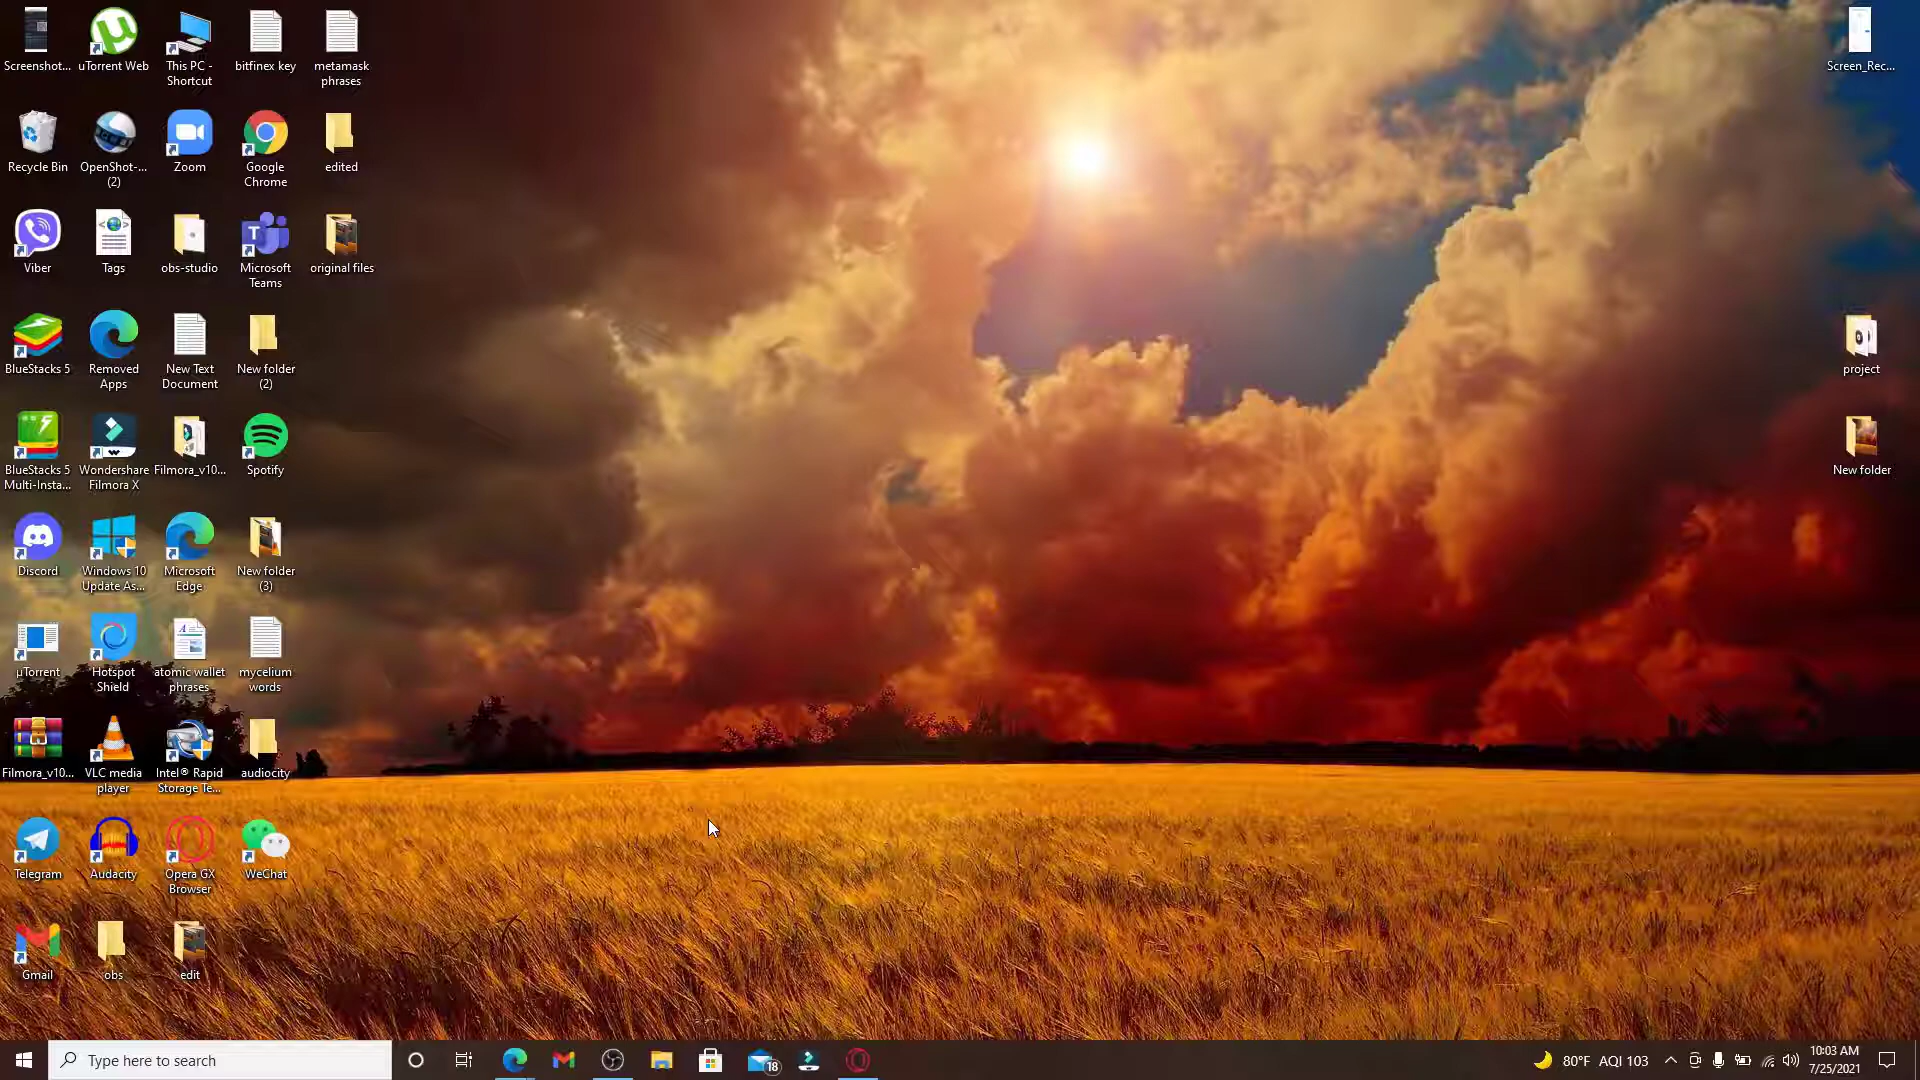 Screenshot...
uTorrent Web
This PC -
Shortcut
bitfinex key
metamask
phrases
Screen_Rec...
Recycle Bin
OpenShot-...
(2)
Zoom
Google
Chrome
edited
Viber
Tags
obs-studio
Microsoft
Teams
original files
BlueStacks 5
Removed
Apps
New Text
Document
New folder
(2)
project
BlueStacks 5
Multi-Insta...
Wondershare
Filmora X
Filmora_v10...
Spotify
New folder
Discord
Windows 10
Update As...
Microsoft
Edge
New folder
(3)
µTorrent
Hotspot
Shield
atomic wallet
phrases
mycelium
words
Filmora_v10...
VLC media
player
Intel® Rapid
Storage Te...
audiocity
Telegram
Audacity
Opera GX
Browser
WeChat
Gmail
obs
edit
Type here to search
18
80°F AQI 103
10:03 AM
7/25/2021